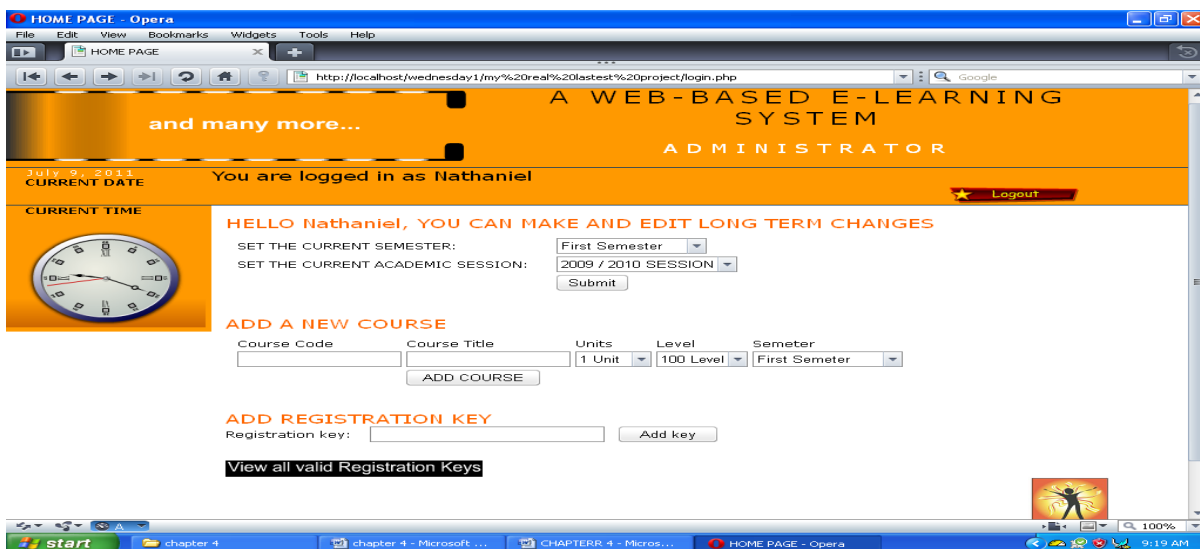 HOME PAGE - Opera
File Edit View Bookmarks Widgets Tools Help
HOME PAGE
http://localhost/wednesday1/my%20real%20lastest%20project/login.php
Google
and many more...
A WEB-BASED E-LEARNING
SYSTEM
ADMINISTRATOR
July 9, 2011
CURRENT DATE
You are logged in as Nathaniel
Logout
CURRENT TIME
HELLO Nathaniel, YOU CAN MAKE AND EDIT LONG TERM CHANGES
SET THE CURRENT SEMESTER: First Semester
SET THE CURRENT ACADEMIC SESSION: 2009 / 2010 SESSION
Submit
ADD A NEW COURSE
Course Code Course Title Units Level Semeter
1 Unit 100 Level First Semeter
ADD COURSE
ADD REGISTRATION KEY
Registration key: Add key
View all valid Registration Keys
100%
start chapter 4 chapter 4 - Microsoft ... CHAPTERR 4 - Micros... HOME PAGE - Opera 9:19 AM